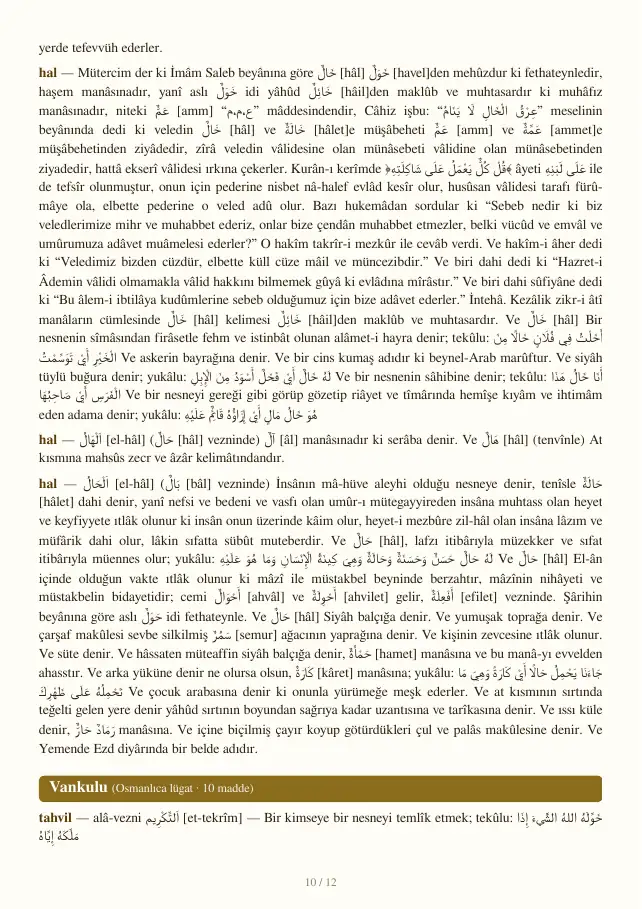 yerde tefevvüh ederler.
hal — Mütercim der ki İmâm Saleb beyânına göre خَالٌ [hâl] خَوَلٌ [havel]den mehûzdur ki fethateynledir,
haşem manâsınadır, yanî aslı خَوَلٌ idi yâhûd خَائِلٌ [hâil]den maklûb ve muhtasardır ki muhâfız
manâsınadır, niteki عَمٌّ [amm] “ع،م،م” mâddesindendir, Câhiz işbu: “عِرْقُ الْخَالِ لَا يَنَامُ” meselinin
beyânında dedi ki veledin خَالٌ [hâl] ve خَالَةٌ [hâlet]e müşâbeheti عَمٌّ [amm] ve عَمَّةٌ [ammet]e
müşâbehetinden ziyâdedir, zîrâ veledin vâlidesine olan münâsebeti vâlidine olan münâsebetinden
ziyadedir, hattâ ekserî vâlidesi ırkına çekerler. Kurân-ı kerîmde ﴿قُلْ كُلٌّ يَعْمَلُ عَلَى شَاكِلَتِهِ﴾ âyeti عَلَى لَبَنِهِ ile
de tefsîr olunmuştur, onun için pederine nisbet nâ-halef evlâd kesîr olur, husûsan vâlidesi tarafı fürû-
mâye ola, elbette pederine o veled adû olur. Bazı hukemâdan sordular ki “Sebeb nedir ki biz
veledlerimize mihr ve muhabbet ederiz, onlar bize çendân muhabbet etmezler, belki vücûd ve emvâl ve
umûrumuza adâvet muâmelesi ederler?” O hakîm takrîr-i mezkûr ile cevâb verdi. Ve hakîm-i âher dedi
ki “Veledimiz bizden cüzdür, elbette küll cüze mâil ve müncezibdir.” Ve biri dahi dedi ki “Hazret-i
Âdemin vâlidi olmamakla vâlid hakkını bilmemek gûyâ ki evlâdına mîrâstır.” Ve biri dahi sûfiyâne dedi
ki “Bu âlem-i ibtilâya kudûmlerine sebeb olduğumuz için bize adâvet ederler.” İntehâ. Kezâlik zikr-i âtî
manâların cümlesinde خَالٌ [hâl] kelimesi خَائِلٌ [hâil]den maklûb ve muhtasardır. Ve خَالٌ [hâl] Bir
nesnenin sîmâsından firâsetle fehm ve istinbât olunan alâmet-i hayra denir; tekûlu: أَخَلْتُ فِي فُلَانٍ خَالًا مِنَ
الْخَيْرِ أَيْ تَوَسَّمْتُ Ve askerin bayrağına denir. Ve bir cins kumaş adıdır ki beynel-Arab marûftur. Ve siyâh
tüylü buğura denir; yukâlu: لَهُ خَالٌ أَيْ فَحْلٌ أَسْوَدُ مِنَ الْإِبِلِ Ve bir nesnenin sâhibine denir; tekûlu: أَنَا خَالُ هَذَا
الْفَرَسِ أَيْ صَاحِبُهَا Ve bir nesneyi gereği gibi görüp gözetip riâyet ve tîmârında hemîşe kıyâm ve ihtimâm
eden adama denir; yukâlu: هُوَ خَالُ مَالٍ أَيْ إِزَاؤُهُ قَائِمٌ عَلَيْهِ
hal — اَلْهَالُ [el-hâl] (خَالٌ [hâl] vezninde) آلٌ [âl] manâsınadır ki serâba denir. Ve هَالٌ [hâl] (tenvînle) At
kısmına mahsûs zecr ve âzâr kelimâtındandır.
hal — اَلْحَالُ [el-hâl] (بَالٌ [bâl] vezninde) İnsânın mâ-hüve aleyhi olduğu nesneye denir, tenîsle حَالَةٌ
[hâlet] dahi denir, yanî nefsi ve bedeni ve vasfı olan umûr-ı mütegayyireden insâna muhtass olan heyet
ve keyfiyyete ıtlâk olunur ki insân onun üzerinde kâim olur, heyet-i mezbûre zil-hâl olan insâna lâzım ve
müfârik dahi olur, lâkin sıfatta sübût muteberdir. Ve حَالٌ [hâl], lafzı itibârıyla müzekker ve sıfat
itibârıyla müennes olur; yukâlu: لَهُ حَالٌ حَسَنٌ وَحَسَنَةٌ وَحَالَةٌ وَهِيَ كِينَةُ الْإِنْسَانِ وَمَا هُوَ عَلَيْهِ Ve حَالٌ [hâl] El-ân
içinde olduğun vakte ıtlâk olunur ki mâzî ile müstakbel beyninde berzahtır, mâzînin nihâyeti ve
müstakbelin bidayetidir; cemi أَحْوَالٌ [ahvâl] ve أَحْوِلَةٌ [ahvilet] gelir, أَفْعِلَةٌ [efilet] vezninde. Şârihin
beyânına göre aslı حَوَلٌ idi fethateynle. Ve حَالٌ [hâl] Siyâh balçığa denir. Ve yumuşak toprağa denir. Ve
çarşaf makûlesi sevbe silkilmiş سَمُرٌ [semur] ağacının yaprağına denir. Ve kişinin zevcesine ıtlâk olunur.
Ve süte denir. Ve hâssaten müteaffin siyâh balçığa denir, حَمْأَةٌ [hamet] manâsına ve bu manâ-yı evvelden
ahasstır. Ve arka yüküne denir ne olursa olsun, كَارَةٌ [kâret] manâsına; yukâlu: جَاءَنَا يَحْمِلُ حَالًا أَيْ كَارَةً وَهِيَ مَا
تَحْمِلُهُ عَلَى ظَهْرِكَ Ve çocuk arabasına denir ki onunla yürümeğe meşk ederler. Ve at kısmının sırtında
teğelti gelen yere denir yâhûd sırtının boyundan sağrıya kadar uzantısına ve tarîkasına denir. Ve ıssı küle
denir, رَمَادٌ حَارٌّ manâsına. Ve içine biçilmiş çayır koyup götürdükleri çul ve palâs makûlesine denir. Ve
Yemende Ezd diyârında bir belde adıdır.
Vankulu (Osmanlıca lügat · 10 madde)
tahvil — alâ-vezni اَلتَّكْرِيم [et-tekrîm] — Bir kimseye bir nesneyi temlîk etmek; tekûlu: خَوَّلَهُ اللهُ الشَّيءَ إِذَا
مَلَّكَهُ إِيَّاهُ
10 / 12